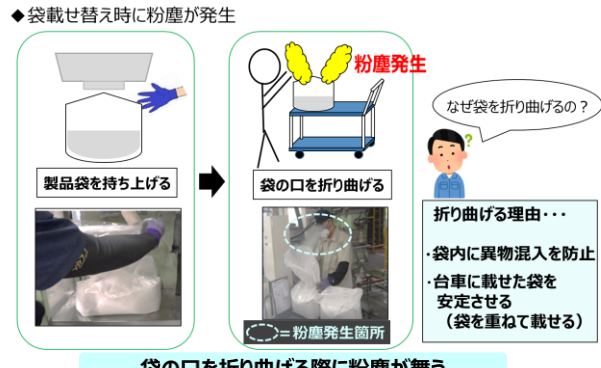 ◆袋載せ替え時に粉塵が発生
粉塵発生
なぜ袋を折り曲げるの？
?
製品袋を持ち上げる
袋の口を折り曲げる
折り曲げる理由・・・
・袋内に異物混入を防止
・台車に載せた袋を
安定させる
（袋を重ねて載せる）
=粉塵発生箇所
袋の口を折り曲げる際に粉塵が舞う